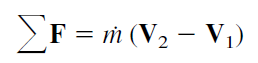 ∑F = ṁ (V₂ − V₁)